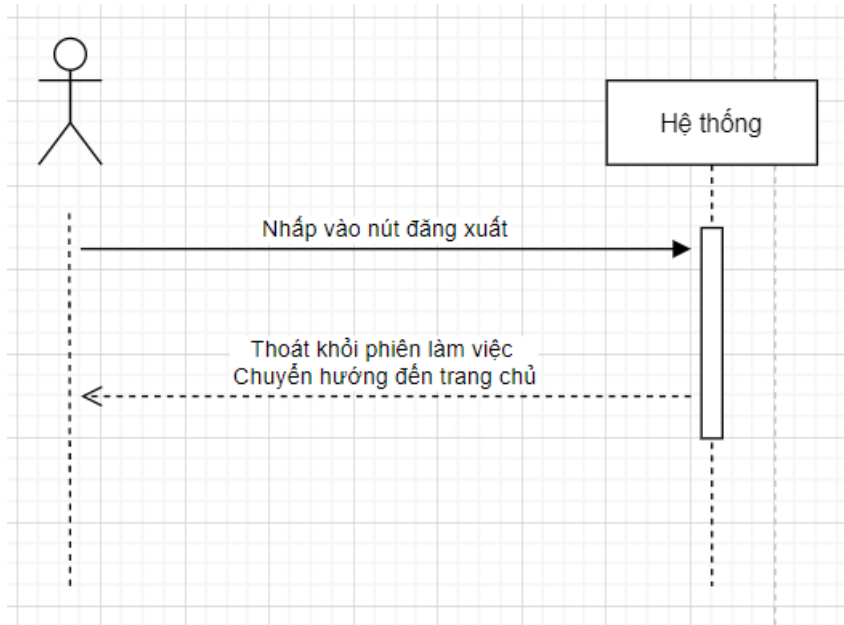 Hệ thống
Nhấp vào nút đăng xuất
Thoát khỏi phiên làm việc
Chuyển hướng đến trang chủ